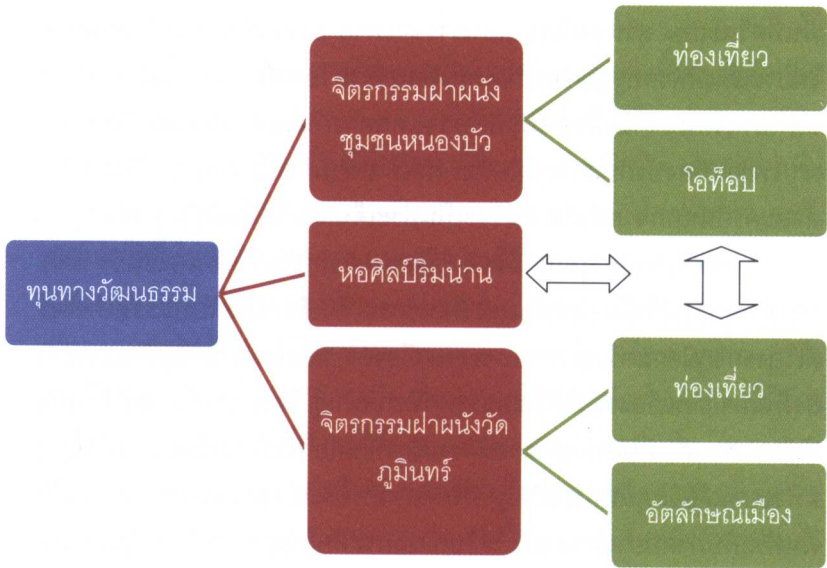 ทุนทางวัฒนธรรม
จิตรกรรมฝาผนัง
ชุมชนหนองบัว
ท่องเที่ยว
โอท็อป
หอศิลป์ริมน่าน
จิตรกรรมฝาผนังวัด
ภูมินทร์
ท่องเที่ยว
อัตลักษณ์เมือง